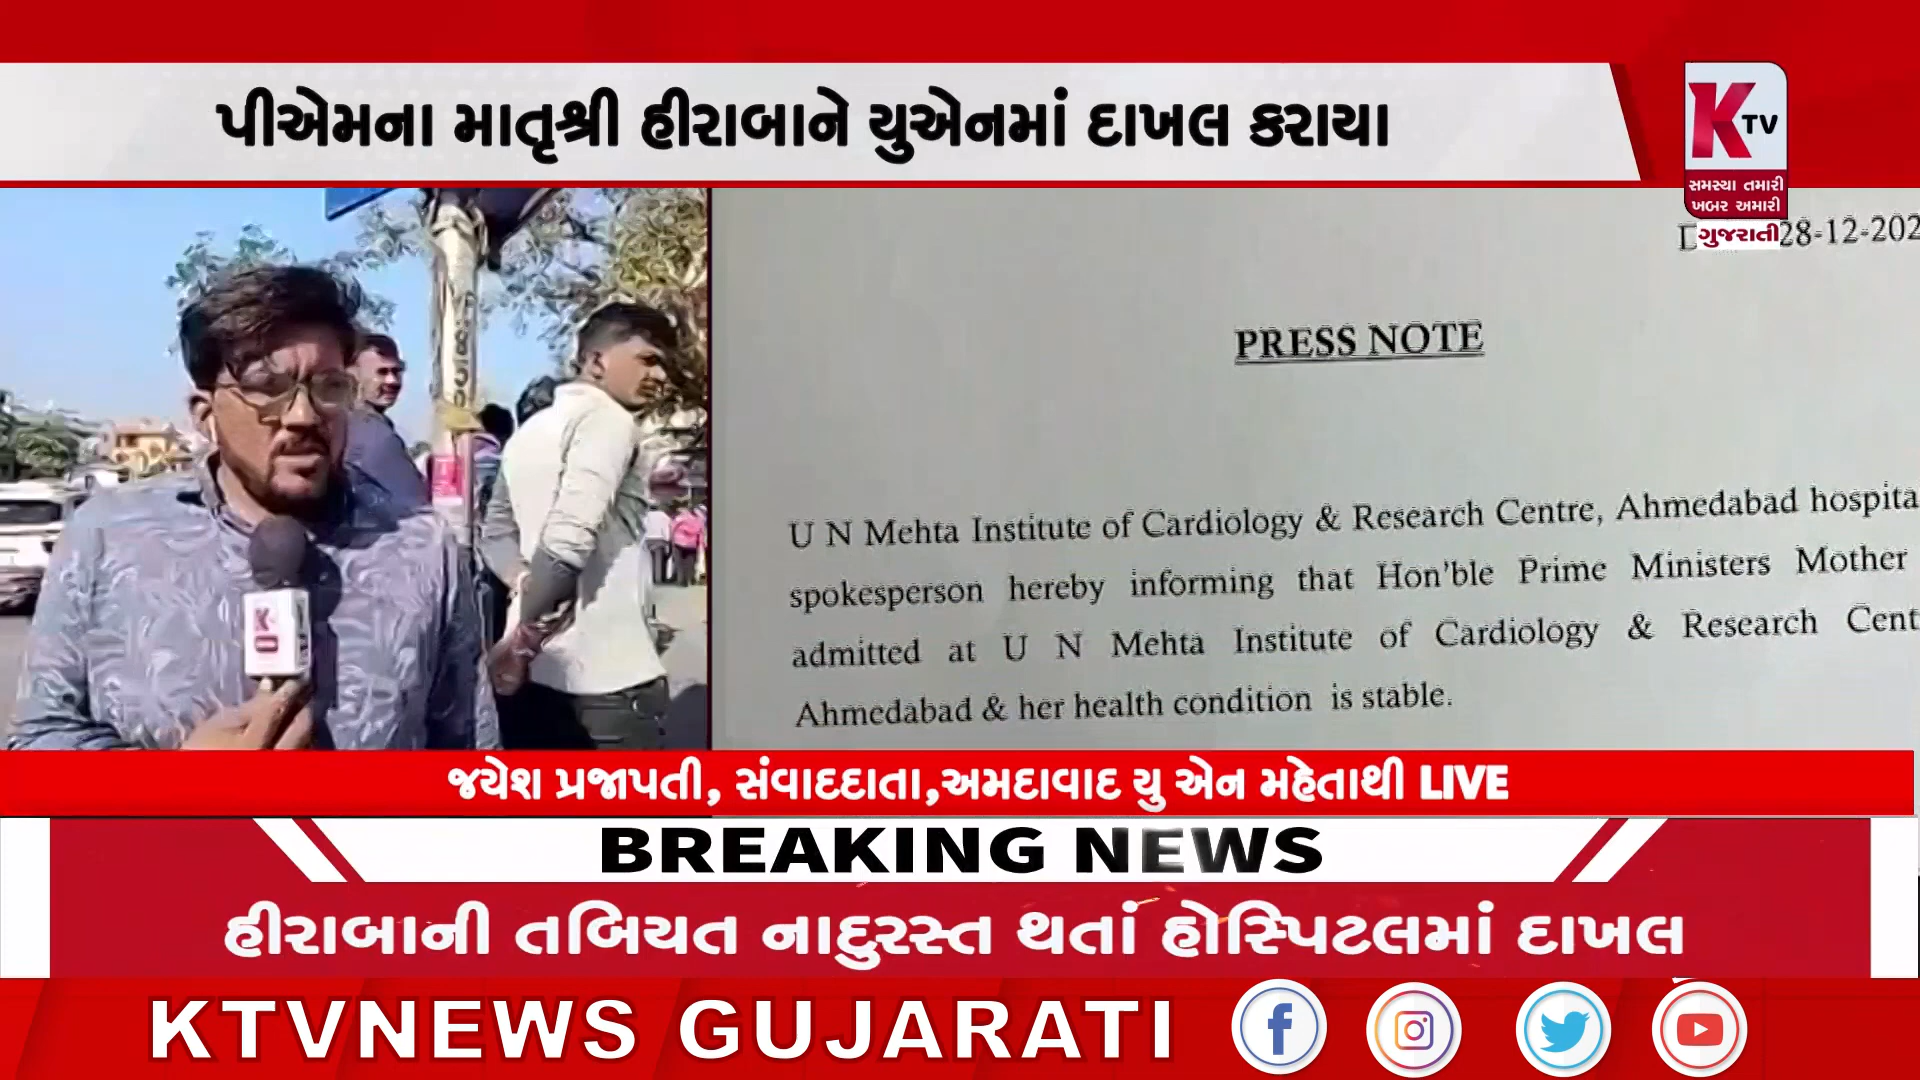 પીએમના માતૃશ્રી હીરાબાને યુએનમાં દાખલ કરાયા
K TV
સમસ્યા તમારી
ખબર અમારી
ગુજરાતી
28-12-202
PRESS NOTE
U N Mehta Institute of Cardiology & Research Centre, Ahmedabad hospita
spokesperson hereby informing that Hon'ble Prime Ministers Mother
admitted at U N Mehta Institute of Cardiology & Research Cent
Ahmedabad & her health condition is stable.
જયેશ પ્રજાપતી, સંવાદદાતા,અમદાવાદ યુ એન મહેતાથી LIVE
BREAKING NEWS
હીરાબાની તબિયત નાદુરસ્ત થતાં હોસ્પિટલમાં દાખલ
KTVNEWS GUJARATI